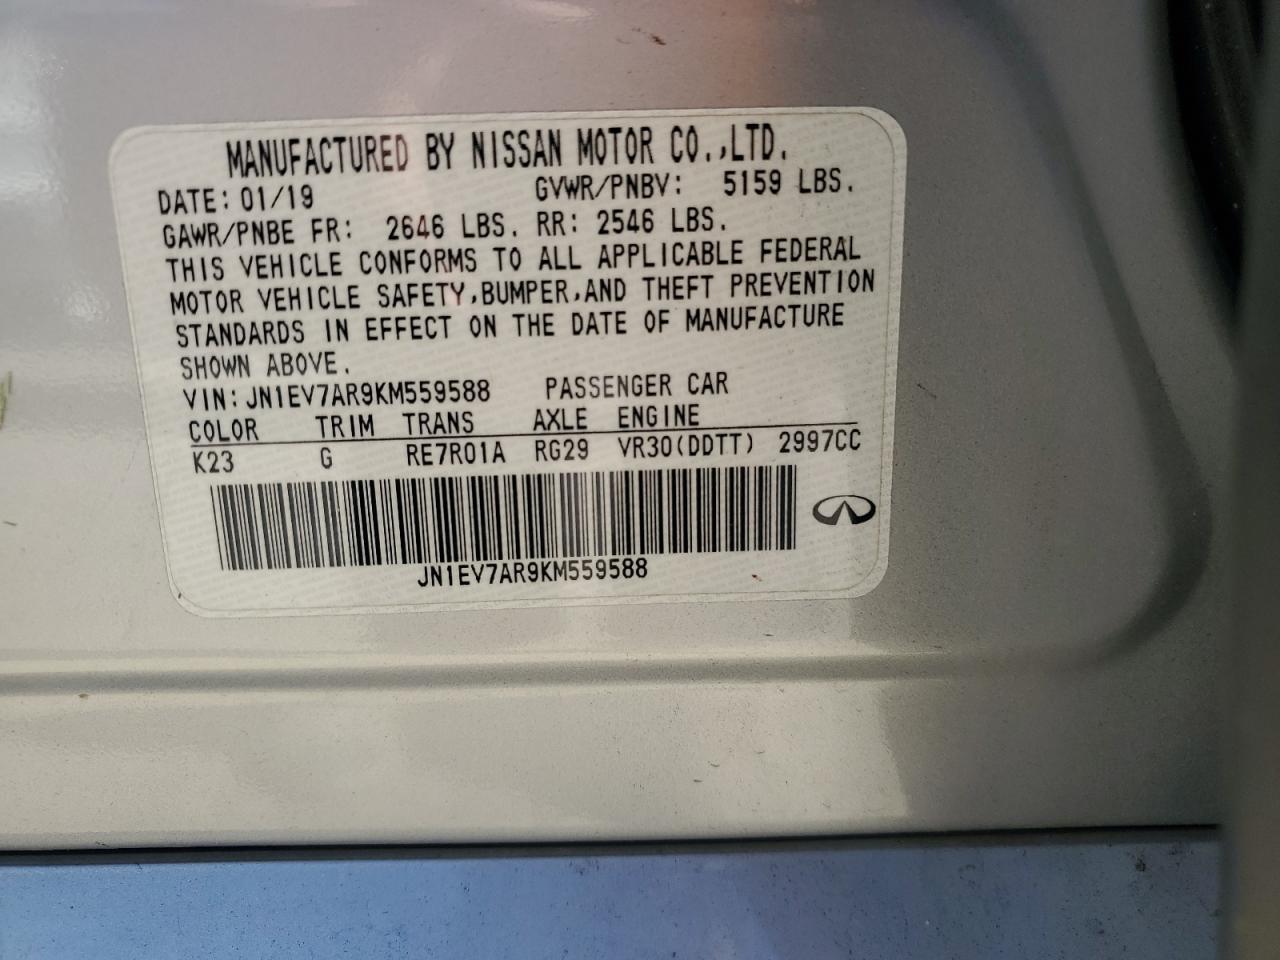 MANUFACTURED BY NISSAN MOTOR CO.,LTD.
DATE: 01/19 GVWR/PNBV: 5159 LBS.
GAWR/PNBE FR: 2646 LBS. RR: 2546 LBS.
THIS VEHICLE CONFORMS TO ALL APPLICABLE FEDERAL
MOTOR VEHICLE SAFETY,BUMPER,AND THEFT PREVENTION
STANDARDS IN EFFECT ON THE DATE OF MANUFACTURE
SHOWN ABOVE.
VIN: JN1EV7AR9KM559588 PASSENGER CAR
COLOR TRIM TRANS AXLE ENGINE
K23 G RE7R01A RG29 VR30(DDTT) 2997CC
JN1EV7AR9KM559588